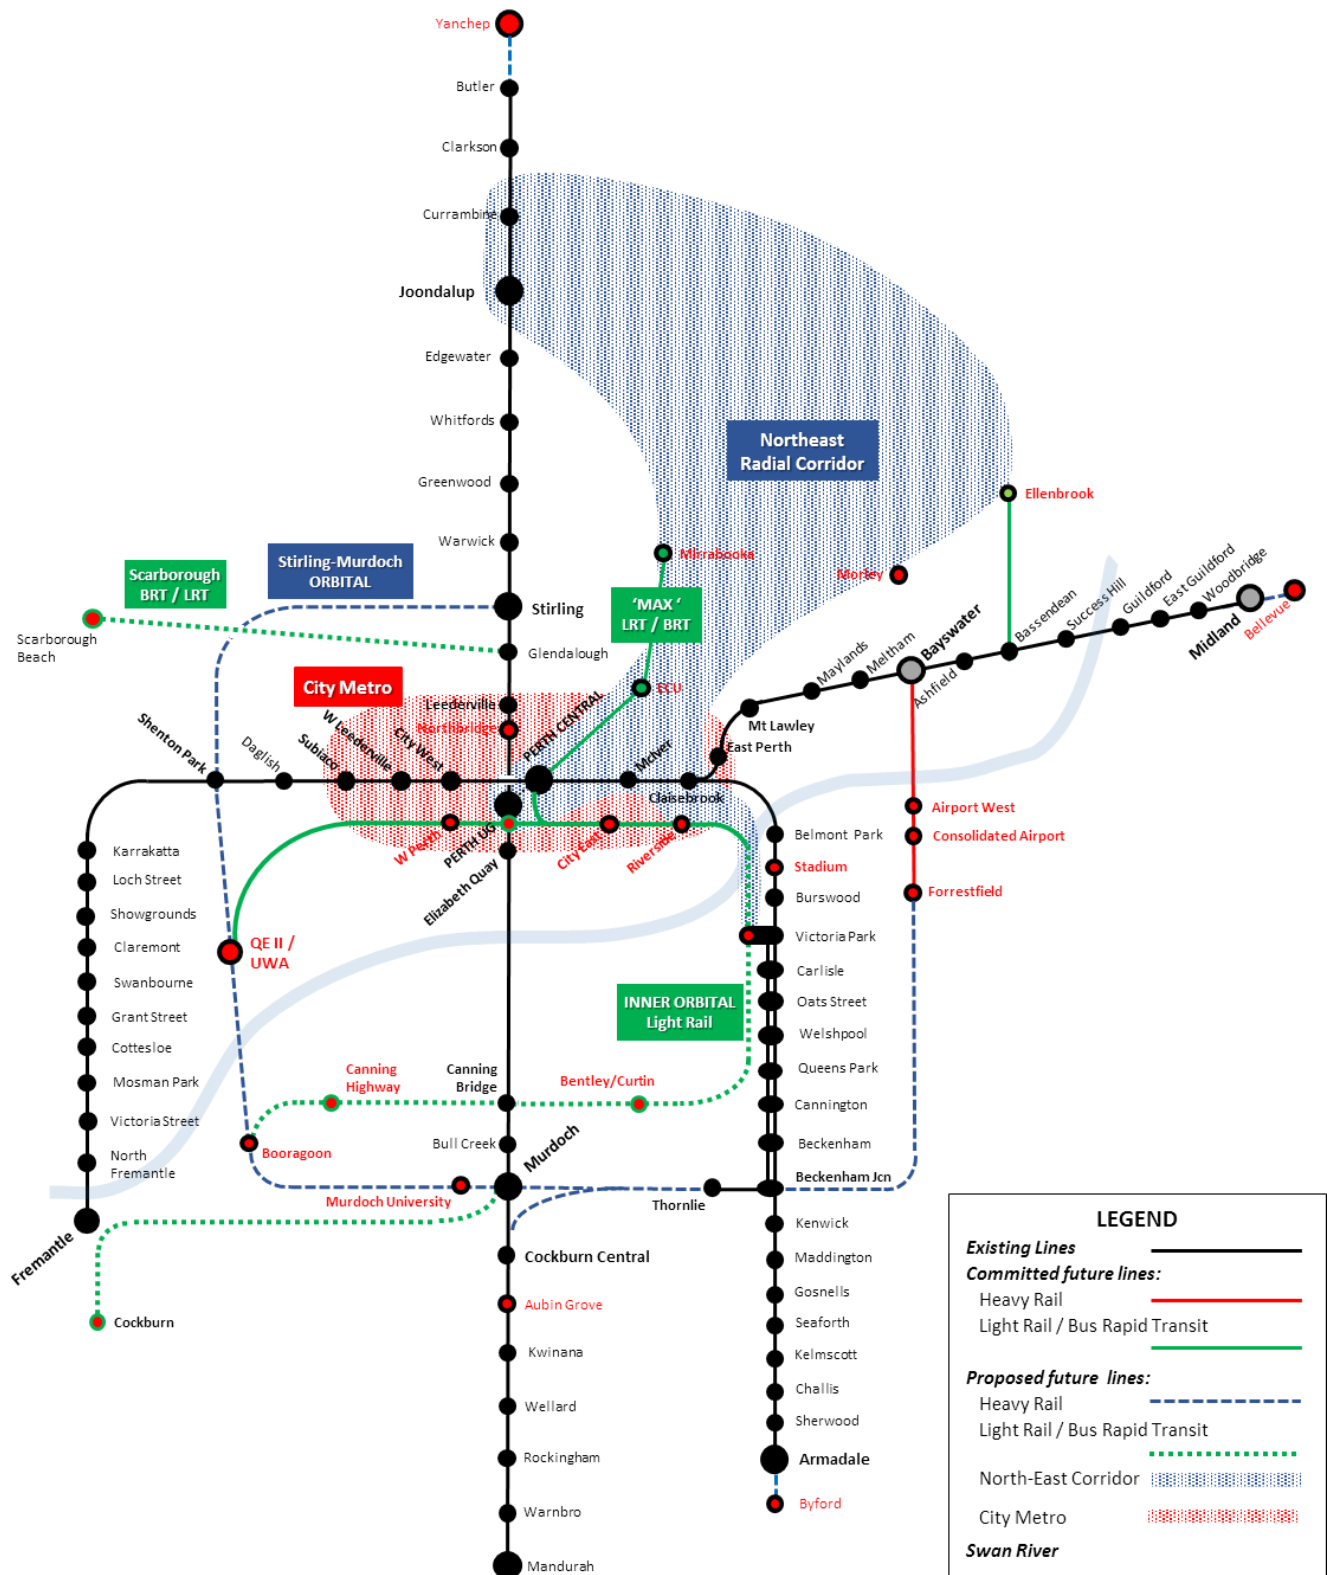 Yanchep
Butler
Clarkson
Currambine
Joondalup
Edgewater
Whitfords
Greenwood
Warwick
Northeast
Radial Corridor
Ellenbrook
Mirrabooka
Morley
Stirling-Murdoch
ORBITAL
Scarborough
BRT / LRT
Stirling
'MAX '
LRT / BRT
Scarborough
Beach
Glendalough
City Metro
ECU
Leederville
Northbridge
PERTH CENTRAL
Shenton Park
Daglish
Subiaco
W Leederville
City West
McIver
Claisebrook
East Perth
Mt Lawley
Maylands
Meltham
Bayswater
Ashfield
Bassendean
Success Hill
Guildford
East Guildford
Woodbridge
Midland
Bellevue
W Perth
PERTH UG
Elizabeth Quay
City East
Riverside
Belmont Park
Stadium
Burswood
Victoria Park
Carlisle
Oats Street
Welshpool
Queens Park
Cannington
Beckenham
Beckenham Jcn
Airport West
Consolidated Airport
Forrestfield
Karrakatta
Loch Street
Showgrounds
Claremont
Swanbourne
Grant Street
Cottesloe
Mosman Park
Victoria Street
North
Fremantle
Fremantle
QE II /
UWA
INNER ORBITAL
Light Rail
Canning
Highway
Canning
Bridge
Bentley/Curtin
Booragoon
Bull Creek
Murdoch
Murdoch University
Thornlie
Cockburn
Cockburn Central
Aubin Grove
Kwinana
Wellard
Rockingham
Warnbro
Mandurah
Kenwick
Maddington
Gosnells
Seaforth
Kelmscott
Challis
Sherwood
Armadale
Byford
LEGEND
Existing Lines
Committed future lines:
Heavy Rail
Light Rail / Bus Rapid Transit
Proposed future lines:
Heavy Rail
Light Rail / Bus Rapid Transit
North-East Corridor
City Metro
Swan River